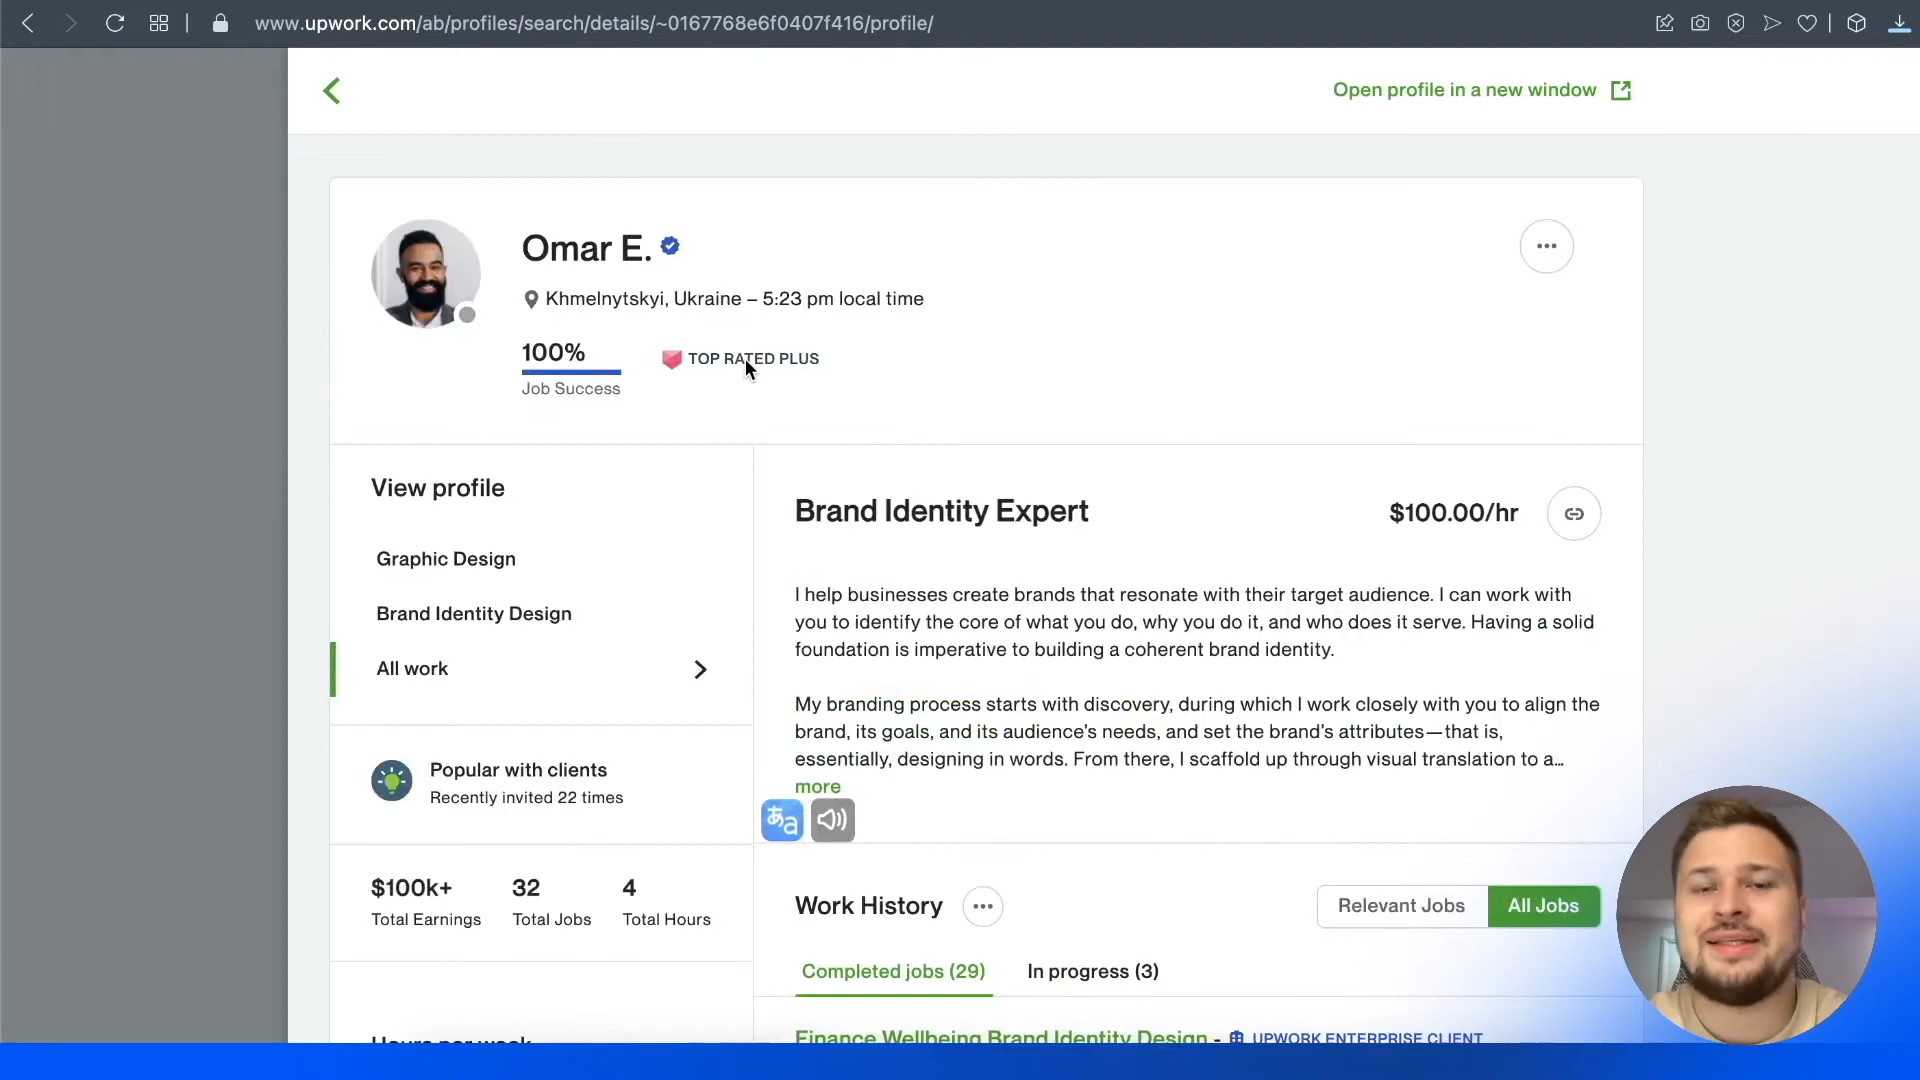 www.upwork.com/ab/profiles/search/details/~0167768e6f0407f416/profile/
Open profile in a new window
Omar E.
Khmelnytskyi, Ukraine – 5:23 pm local time
100%
Job Success
TOP RATED PLUS
View profile
Graphic Design
Brand Identity Design
All work
Popular with clients
Recently invited 22 times
$100k+
Total Earnings
32
Total Jobs
4
Total Hours
Hours per week
Brand Identity Expert
$100.00/hr
I help businesses create brands that resonate with their target audience. I can work with
you to identify the core of what you do, why you do it, and who does it serve. Having a solid
foundation is imperative to building a coherent brand identity.
My branding process starts with discovery, during which I work closely with you to align the
brand, its goals, and its audience's needs, and set the brand's attributes—that is,
essentially, designing in words. From there, I scaffold up through visual translation to a...
more
あa
Work History
Relevant Jobs
All Jobs
Completed jobs (29)
In progress (3)
Finance Wellbeing Brand Identity Design - UPWORK ENTERPRISE CLIENT